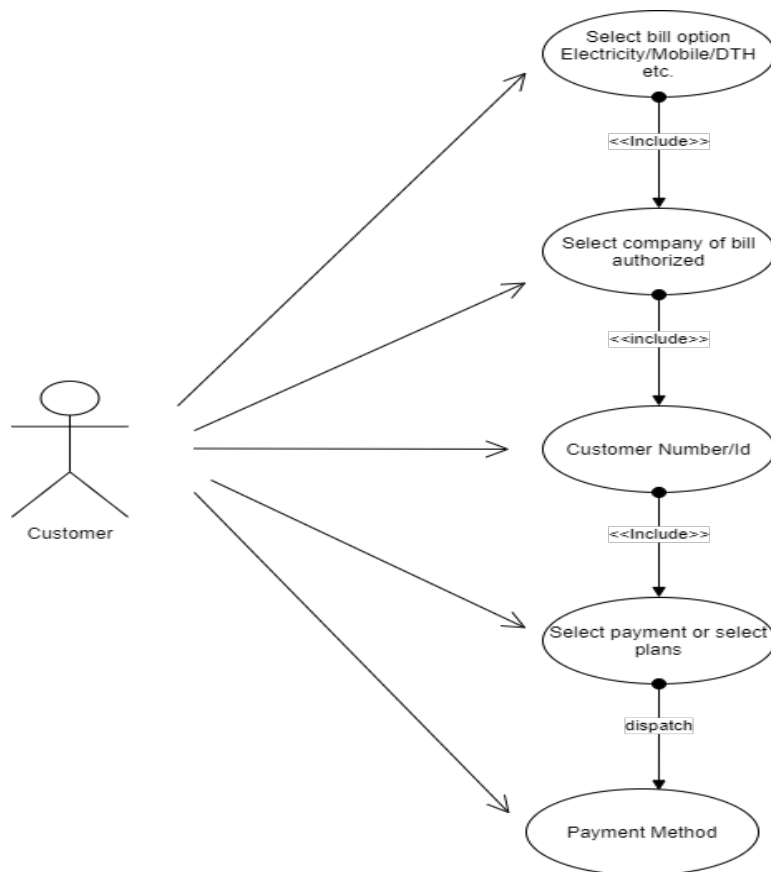 Select bill option
Electricity/Mobile/DTH
etc.
<<Include>>
Select company of bill
authorized
<<include>>
Customer Number/Id
<<Include>>
Customer
Select payment or select
plans
dispatch
Payment Method